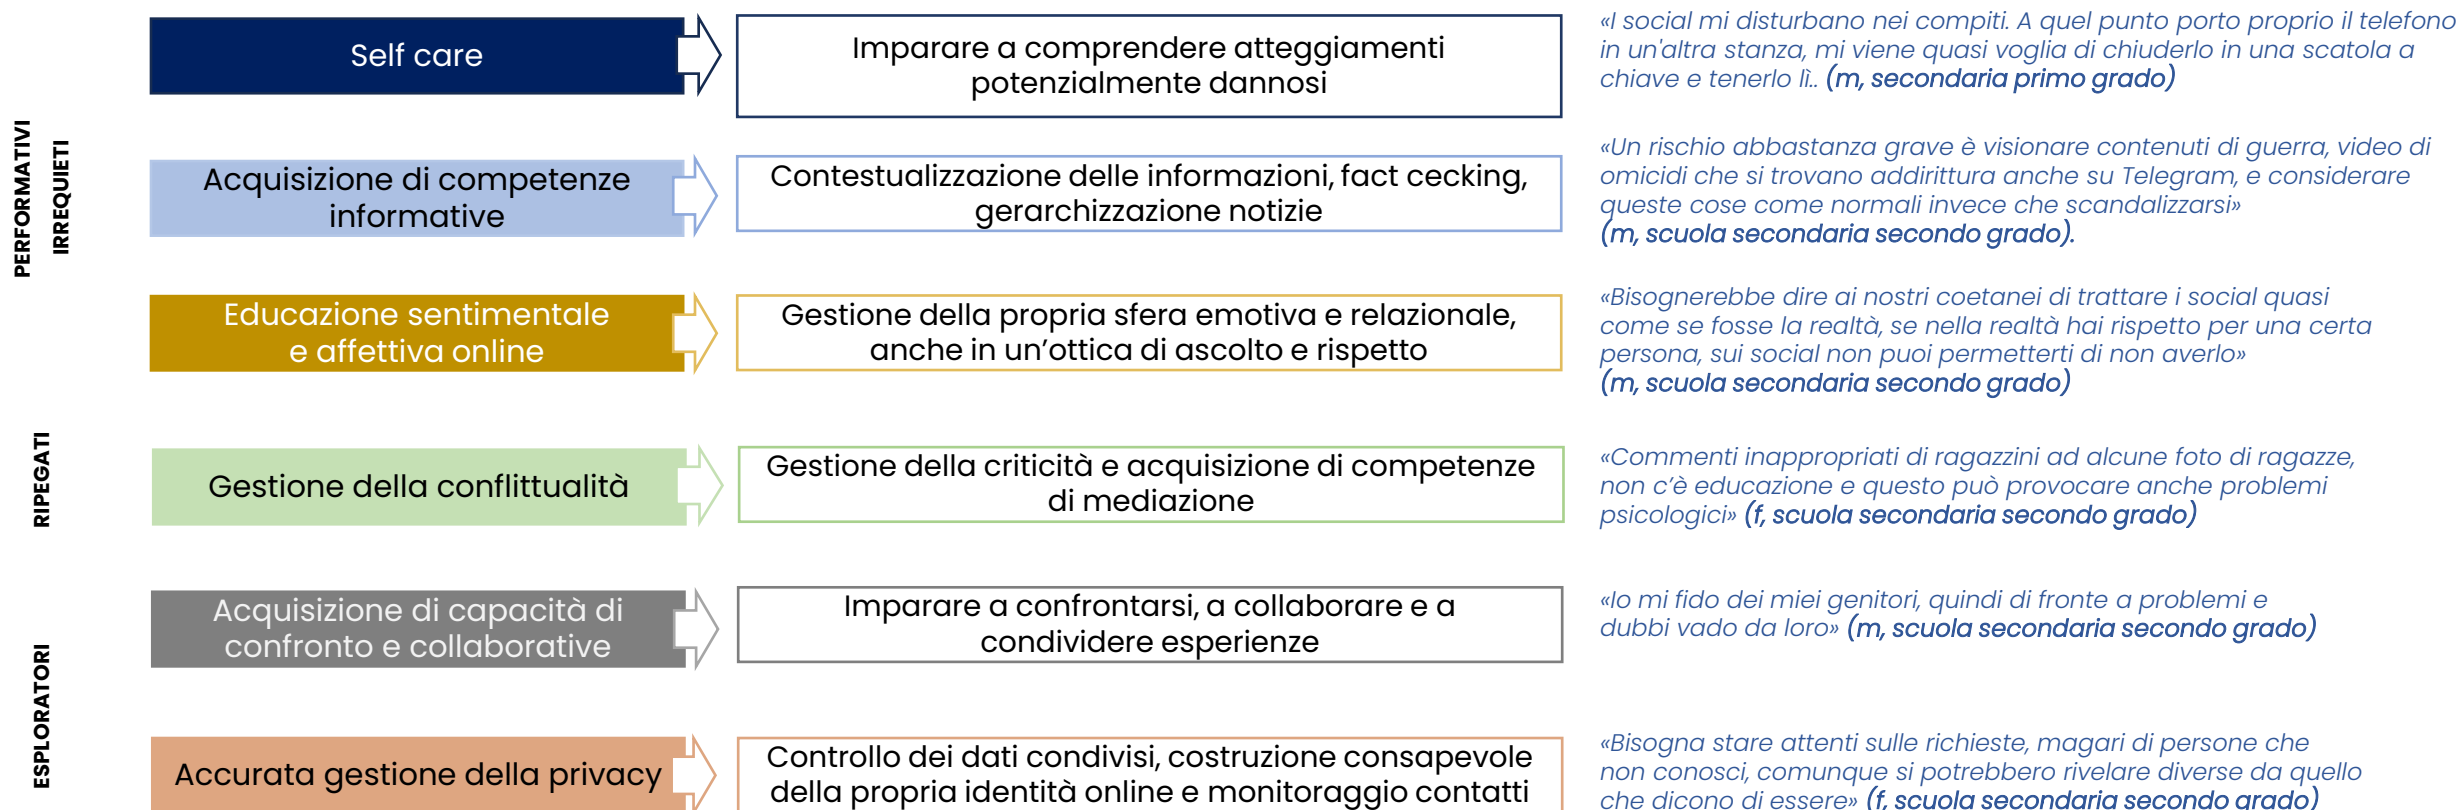 PERFORMATIVI
IRREQUIETI
Self care
Imparare a comprendere atteggiamenti
potenzialmente dannosi
«I social mi disturbano nei compiti. A quel punto porto proprio il telefono
in un'altra stanza, mi viene quasi voglia di chiuderlo in una scatola a
chiave e tenerlo lì.. (m, secondaria primo grado)
Acquisizione di competenze
informative
Contestualizzazione delle informazioni, fact cecking,
gerarchizzazione notizie
«Un rischio abbastanza grave è visionare contenuti di guerra, video di
omicidi che si trovano addirittura anche su Telegram, e considerare
queste cose come normali invece che scandalizzarsi»
(m, scuola secondaria secondo grado).
Educazione sentimentale
e affettiva online
Gestione della propria sfera emotiva e relazionale,
anche in un’ottica di ascolto e rispetto
«Bisognerebbe dire ai nostri coetanei di trattare i social quasi
come se fosse la realtà, se nella realtà hai rispetto per una certa
persona, sui social non puoi permetterti di non averlo»
(m, scuola secondaria secondo grado)
RIPEGATI
Gestione della conflittualità
Gestione della criticità e acquisizione di competenze
di mediazione
«Commenti inappropriati di ragazzini ad alcune foto di ragazze,
non c’è educazione e questo può provocare anche problemi
psicologici» (f, scuola secondaria secondo grado)
ESPLORATORI
Acquisizione di capacità di
confronto e collaborative
Imparare a confrontarsi, a collaborare e a
condividere esperienze
«Io mi fido dei miei genitori, quindi di fronte a problemi e
dubbi vado da loro» (m, scuola secondaria secondo grado)
Accurata gestione della privacy
Controllo dei dati condivisi, costruzione consapevole
della propria identità online e monitoraggio contatti
«Bisogna stare attenti sulle richieste, magari di persone che
non conosci, comunque si potrebbero rivelare diverse da quello
che dicono di essere» (f, scuola secondaria secondo grado)